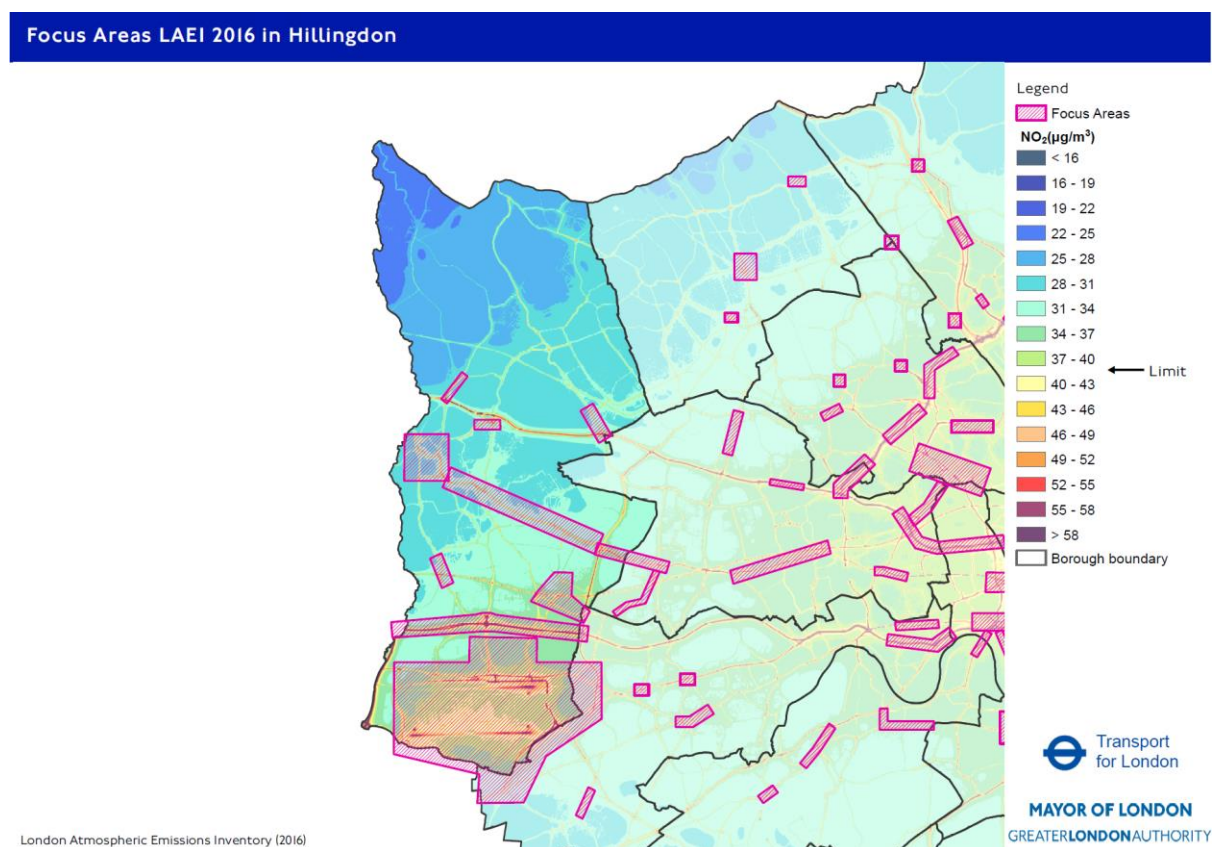 Focus Areas LAEI 2016 in Hillingdon
Legend
Focus Areas
NO₂(µg/m³)
< 16
16 - 19
19 - 22
22 - 25
25 - 28
28 - 31
31 - 34
34 - 37
37 - 40
Limit
40 - 43
43 - 46
46 - 49
49 - 52
52 - 55
55 - 58
> 58
Borough boundary
Transport
for London
MAYOR OF LONDON
GREATERLONDONAUTHORITY
London Atmospheric Emissions Inventory (2016)